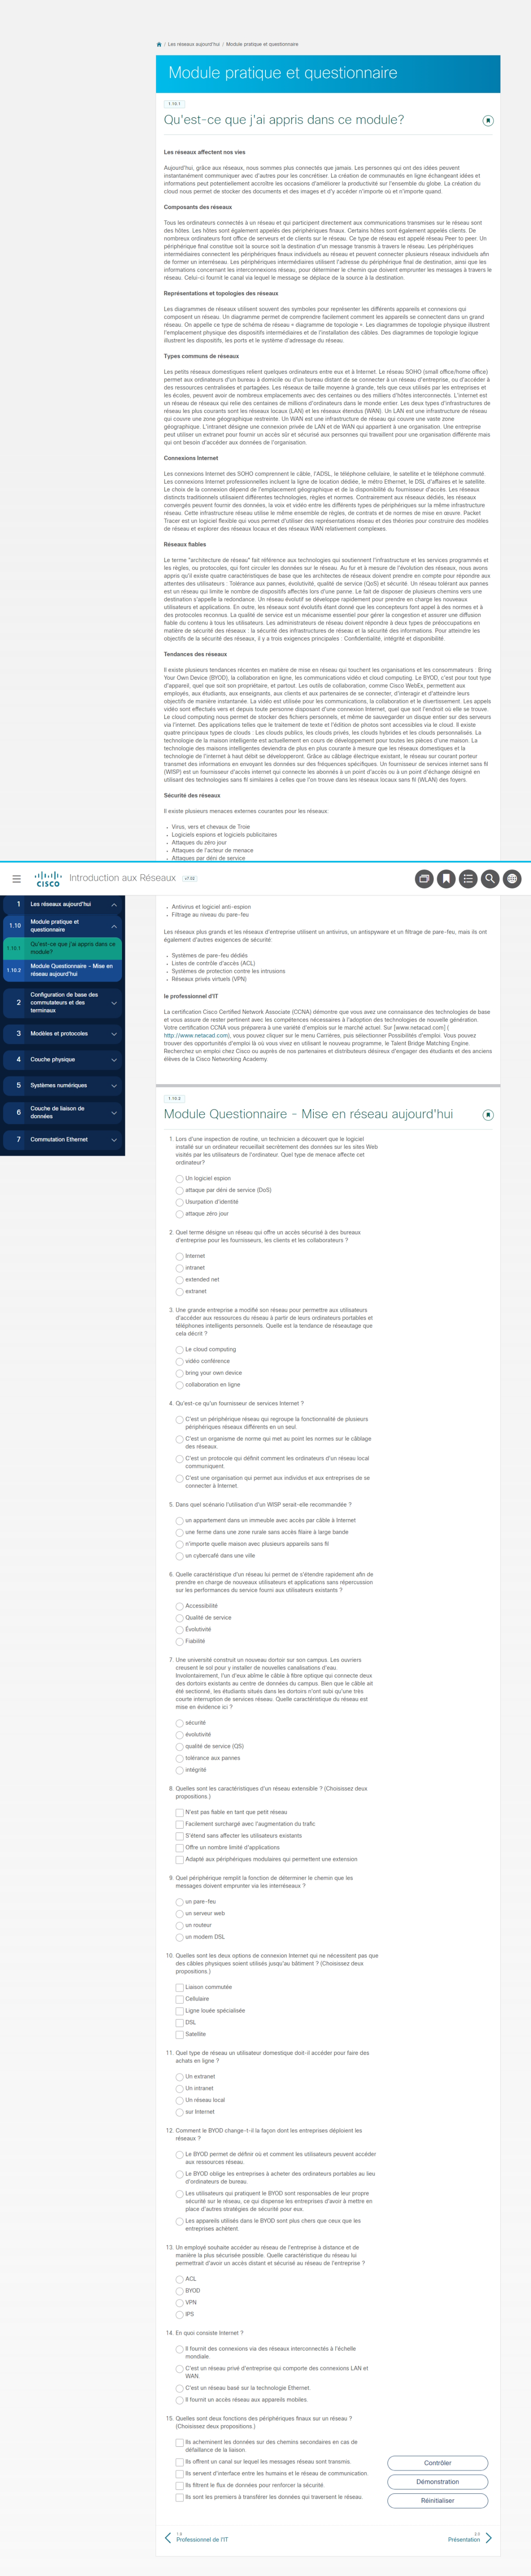 / Les réseaux aujourd'hui / Module pratique et questionnaire
Module pratique et questionnaire
1.10.1
Qu'est-ce que j'ai appris dans ce module?
Les réseaux affectent nos vies
Aujourd'hui, grâce aux réseaux, nous sommes plus connectés que jamais. Les personnes qui ont des idées peuvent
instantanément communiquer avec d'autres pour les concrétiser. La création de communautés en ligne échangeant idées et
informations peut potentiellement accroître les occasions d'améliorer la productivité sur l'ensemble du globe. La création du
cloud nous permet de stocker des documents et des images et d'y accéder n'importe où et n'importe quand.
Composants des réseaux
Tous les ordinateurs connectés à un réseau et qui participent directement aux communications transmises sur le réseau sont
des hôtes. Les hôtes sont également appelés des périphériques finaux. Certains hôtes sont également appelés clients. De
nombreux ordinateurs font office de serveurs et de clients sur le réseau. Ce type de réseau est appelé réseau Peer to peer. Un
périphérique final constitue soit la source soit la destination d'un message transmis à travers le réseau. Les périphériques
intermédiaires connectent les périphériques finaux individuels au réseau et peuvent connecter plusieurs réseaux individuels afin
de former un interréseau. Les périphériques intermédiaires utilisent l'adresse du périphérique final de destination, ainsi que les
informations concernant les interconnexions réseau, pour déterminer le chemin que doivent emprunter les messages à travers le
réseau. Celui-ci fournit le canal via lequel le message se déplace de la source à la destination.
Représentations et topologies des réseaux
Les diagrammes de réseaux utilisent souvent des symboles pour représenter les différents appareils et connexions qui
composent un réseau. Un diagramme permet de comprendre facilement comment les appareils se connectent dans un grand
réseau. On appelle ce type de schéma de réseau « diagramme de topologie ». Les diagrammes de topologie physique illustrent
l'emplacement physique des dispositifs intermédiaires et de l'installation de câbles. Des diagrammes de topologie logique
illustrent les dispositifs, les ports et le système d'adressage du réseau.
Types communs de réseaux
Les petits réseaux domestiques relient quelques ordinateurs entre eux et à Internet. Le réseau SOHO (small office/home office)
permet aux ordinateurs d'un bureau à domicile ou d'un bureau distant de se connecter à un réseau d'entreprise, ou d'accéder à
des ressources centralisées et partagées. Les réseaux de taille moyenne à grande, tels que ceux utilisés par les entreprises et
les écoles, peuvent avoir de nombreux emplacements avec des centaines ou des milliers d'hôtes interconnectés. L'internet est
un réseau de réseaux qui relie des centaines de millions d'ordinateurs dans le monde entier. Les deux types d'infrastructures de
réseau les plus courants sont les réseaux locaux (LAN) et les réseaux étendus (WAN). Un LAN est une infrastructure de réseau
qui couvre une zone géographique restreinte. Un WAN est une infrastructure de réseau qui couvre une vaste zone
géographique. L'intranet désigne une connexion privée de LAN et de WAN qui appartient à une organisation. Une entreprise
peut utiliser un extranet pour fournir un accès sûr et sécurisé aux personnes qui travaillent pour une organisation différente mais
qui ont besoin d'accéder aux données de l'organisation.
Connexions Internet
Les connexions Internet des SOHO comprennent le câble, l'ADSL, le téléphone cellulaire, le satellite et le téléphone commuté.
Les connexions Internet professionnelles incluent la ligne de location dédiée, le métro Ethernet, le DSL d'affaires et le satellite.
Le choix de la connexion dépend de l'emplacement géographique et de la disponibilité du fournisseur d'accès. Les réseaux
distincts traditionnels utilisaient différentes technologies, règles et normes. Contrairement aux réseaux dédiés, les réseaux
convergés peuvent fournir des données, la voix et vidéo entre les différents types de périphériques sur la même infrastructure
réseau. Cette infrastructure réseau utilise le même ensemble de règles, de contrats et de normes de mise en œuvre. Packet
Tracer est un logiciel flexible qui vous permet d'utiliser des représentations réseau et des théories pour construire des modèles
de réseau et explorer des réseaux locaux et des réseaux WAN relativement complexes.
Réseaux fiables
Le terme "architecture de réseau" fait référence aux technologies qui soutiennent l'infrastructure et les services programmés et
les règles, ou protocoles, qui font circuler les données sur le réseau. Au fur et à mesure de l'évolution des réseaux, nous avons
appris qu'il existe quatre caractéristiques de base que les architectes de réseaux doivent prendre en compte pour répondre aux
attentes des utilisateurs : Tolérance aux pannes, évolutivité, qualité de service (QoS) et sécurité. Un réseau tolérant aux pannes
est un réseau qui limite le nombre de dispositifs affectés lors d'une panne. Le fait de disposer de plusieurs chemins vers une
destination s'appelle la redondance. Un réseau évolutif se développe rapidement pour prendre en charge les nouveaux
utilisateurs et applications. En outre, les réseaux sont évolutifs étant donné que les concepteurs font appel à des normes et à
des protocoles reconnus. La qualité de service est un mécanisme essentiel pour gérer la congestion et assurer une diffusion
fiable du contenu à tous les utilisateurs. Les administrateurs de réseau doivent répondre à deux types de préoccupations en
matière de sécurité des réseaux : la sécurité des infrastructures de réseau et la sécurité des informations. Pour atteindre les
objectifs de la sécurité des réseaux, il y a trois exigences principales : Confidentialité, intégrité et disponibilité.
Tendances des réseaux
Il existe plusieurs tendances récentes en matière de mise en réseau qui touchent les organisations et les consommateurs : Bring
Your Own Device (BYOD), la collaboration en ligne, les communications vidéo et cloud computing. Le BYOD, c'est pour tout type
d'appareil, quel que soit son propriétaire, et partout. Les outils de collaboration, comme Cisco WebEx, permettent aux
employés, aux étudiants, aux enseignants, aux clients et aux partenaires de se connecter, d'interagir et d'atteindre leurs
objectifs de manière instantanée. La vidéo est utilisée pour les communications, la collaboration et le divertissement. Les appels
vidéo sont effectués vers et depuis toute personne disposant d'une connexion Internet, quel que soit l'endroit où elle se trouve.
Le cloud computing nous permet de stocker des fichiers personnels, et même de sauvegarder un disque entier sur des serveurs
via l'internet. Des applications telles que le traitement de texte et l'édition de photos sont accessibles via le cloud. Il existe
quatre principaux types de clouds : Les clouds publics, les clouds privés, les clouds hybrides et les clouds personnalisés. La
technologie de la maison intelligente est actuellement en cours de développement pour toutes les pièces d'une maison. La
technologie des maisons intelligentes deviendra de plus en plus courante à mesure que les réseaux domestiques et la
technologie de l'internet à haut débit se développeront. Grâce au câblage électrique existant, le réseau sur courant porteur
transmet des informations en envoyant les données sur des fréquences spécifiques. Un fournisseur de services internet sans fil
(WISP) est un fournisseur d'accès internet qui connecte les abonnés à un point d'accès ou à un point d'échange désigné en
utilisant des technologies sans fil similaires à celles que l'on trouve dans les réseaux locaux sans fil (WLAN) des foyers.
Sécurité des réseaux
Il existe plusieurs menaces externes courantes pour les réseaux:
• Virus, vers et chevaux de Troie
• Logiciels espions et logiciels publicitaires
• Attaques du zéro jour
• Attaques de l'acteur de menace
• Attaques par déni de service
CISCO
Introduction aux Réseaux
v7.02
1 Les réseaux aujourd'hui
1.10 Module pratique et
questionnaire
1.10.1 Qu'est-ce que j'ai appris dans ce
module?
1.10.2 Module Questionnaire - Mise en
réseau aujourd'hui
2 Configuration de base des
commutateurs et des
terminaux
3 Modèles et protocoles
4 Couche physique
5 Systèmes numériques
6 Couche de liaison de
données
7 Commutation Ethernet
• Antivirus et logiciel anti-espion
• Filtrage au niveau du pare-feu
Les réseaux plus grands et les réseaux d'entreprise utilisent un antivirus, un antispyware et un filtrage de pare-feu, mais ils ont
également d'autres exigences de sécurité:
• Systèmes de pare-feu dédiés
• Listes de contrôle d'accès (ACL)
• Systèmes de protection contre les intrusions
• Réseaux privés virtuels (VPN)
le professionnel d'IT
La certification Cisco Certified Network Associate (CCNA) démontre que vous avez une connaissance des technologies de base
et vous assure de rester pertinent avec les compétences nécessaires à l'adoption des technologies de nouvelle génération.
Votre certification CCNA vous préparera à une variété d'emplois sur le marché actuel. Sur [www.netacad.com] (
http://www.netacad.com), vous pouvez cliquer sur le menu Carrières, puis sélectionner Possibilités d'emploi. Vous pouvez
trouver des opportunités d'emploi là où vous vivez en utilisant le nouveau programme, le Talent Bridge Matching Engine.
Recherchez un emploi chez Cisco ou auprès de nos partenaires et distributeurs désireux d'engager des étudiants et des anciens
élèves de la Cisco Networking Academy.
1.10.2
Module Questionnaire - Mise en réseau aujourd'hui
1. Lors d'une inspection de routine, un technicien a découvert que le logiciel
installé sur un ordinateur recueillait secrètement des données sur les sites Web
visités par les utilisateurs de l'ordinateur. Quel type de menace affecte cet
ordinateur?
Un logiciel espion
attaque par déni de service (DoS)
Usurpation d'identité
attaque zéro jour
2. Quel terme désigne un réseau qui offre un accès sécurisé à des bureaux
d'entreprise pour les fournisseurs, les clients et les collaborateurs ?
Internet
intranet
extended net
extranet
3. Une grande entreprise a modifié son réseau pour permettre aux utilisateurs
d'accéder aux ressources du réseau à partir de leurs ordinateurs portables et
téléphones intelligents personnels. Quelle est la tendance de réseautage que
cela décrit ?
Le cloud computing
vidéo conférence
bring your own device
collaboration en ligne
4. Qu'est-ce qu'un fournisseur de services Internet ?
C'est un périphérique réseau qui regroupe la fonctionnalité de plusieurs
périphériques réseaux différents en un seul.
C'est un organisme de norme qui met au point les normes sur le câblage
des réseaux.
C'est un protocole qui définit comment les ordinateurs d'un réseau local
communiquent.
C'est une organisation qui permet aux individus et aux entreprises de se
connecter à Internet.
5. Dans quel scénario l'utilisation d'un WISP serait-elle recommandée ?
un appartement dans un immeuble avec accès par câble à Internet
une ferme dans une zone rurale sans accès filaire à large bande
n'importe quelle maison avec plusieurs appareils sans fil
un cybercafé dans une ville
6. Quelle caractéristique d'un réseau lui permet de s'étendre rapidement afin de
prendre en charge de nouveaux utilisateurs et applications sans répercussion
sur les performances du service fourni aux utilisateurs existants ?
Accessibilité
Qualité de service
Évolutivité
Fiabilité
7. Une université construit un nouveau dortoir sur son campus. Les ouvriers
creusent le sol pour y installer de nouvelles canalisations d'eau.
Involontairement, l'un d'eux abîme le câble à fibre optique qui connecte deux
des dortoirs existants au centre de données du campus. Bien que le câble ait
été sectionné, les étudiants situés dans les dortoirs n'ont subi qu'une très
courte interruption de services réseau. Quelle caractéristique du réseau est
mise en évidence ici ?
sécurité
évolutivité
qualité de service (QS)
tolérance aux pannes
intégrité
8. Quelles sont les caractéristiques d'un réseau extensible ? (Choisissez deux
propositions.)
N'est pas fiable en tant que petit réseau
Facilement surchargé avec l'augmentation du trafic
S'étend sans affecter les utilisateurs existants
Offre un nombre limité d'applications
Adapté aux périphériques modulaires qui permettent une extension
9. Quel périphérique remplit la fonction de déterminer le chemin que les
messages doivent emprunter via les interréseaux ?
un pare-feu
un serveur web
un routeur
un modem DSL
10. Quelles sont les deux options de connexion Internet qui ne nécessitent pas que
des câbles physiques soient utilisés jusqu'au bâtiment ? (Choisissez deux
propositions.)
Liaison commutée
Cellulaire
Ligne louée spécialisée
DSL
Satellite
11. Quel type de réseau un utilisateur domestique doit-il accéder pour faire des
achats en ligne ?
Un extranet
Un intranet
Un réseau local
sur Internet
12. Comment le BYOD change-t-il la façon dont les entreprises déploient les
réseaux ?
Le BYOD permet de définir où et comment les utilisateurs peuvent accéder
aux ressources réseau.
Le BYOD oblige les entreprises à acheter des ordinateurs portables au lieu
d'ordinateurs de bureau.
Les utilisateurs qui pratiquent le BYOD sont responsables de leur propre
sécurité sur le réseau, ce qui dispense les entreprises d'avoir à mettre en
place d'autres stratégies de sécurité pour eux.
Les appareils utilisés dans le BYOD sont plus chers que ceux que les
entreprises achètent.
13. Un employé souhaite accéder au réseau de l'entreprise à distance et de
manière la plus sécurisée possible. Quelle caractéristique du réseau lui
permettrait d'avoir un accès distant et sécurisé au réseau de l'entreprise ?
ACL
BYOD
VPN
IPS
14. En quoi consiste Internet ?
Il fournit des connexions via des réseaux interconnectés à l'échelle
mondiale.
C'est un réseau privé d'entreprise qui comporte des connexions LAN et
WAN.
C'est un réseau basé sur la technologie Ethernet.
Il fournit un accès réseau aux appareils mobiles.
15. Quelles sont deux fonctions des périphériques finaux sur un réseau ?
(Choisissez deux propositions.)
Ils acheminent les données sur des chemins secondaires en cas de
défaillance de la liaison.
Ils offrent un canal sur lequel les messages réseau sont transmis.
Ils servent d'interface entre les humains et le réseau de communication.
Ils filtrent le flux de données pour renforcer la sécurité.
Ils sont les premiers à transférer les données qui traversent le réseau.
Contrôler
Démonstration
Réinitialiser
1.9
Professionnel de l'IT
2.0
Présentation